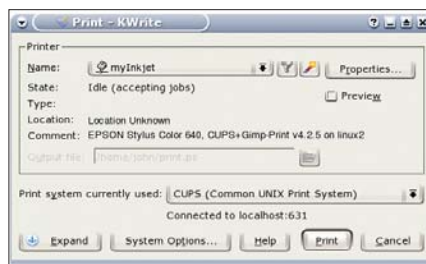 Print – KWrite
Printer
Name: myInkjet Properties...
State: Idle (accepting jobs)
Preview
Type:
Location: Location Unknown
Comment: EPSON Stylus Color 640, CUPS+Gimp-Print v4.2.5 on linux2
Output file: /home/john/print.ps
Print system currently used: CUPS (Common UNIX Print System)
Connected to localhost:631
Expand System Options... Help Print Cancel